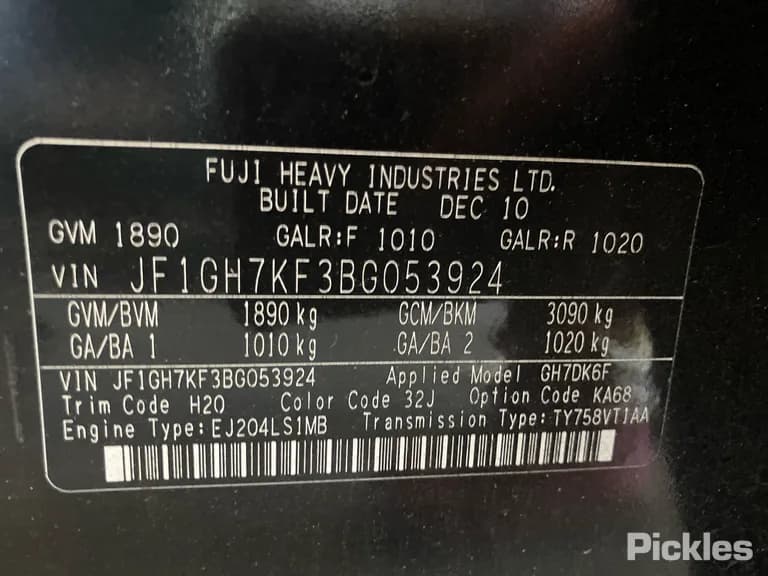 FUJI HEAVY INDUSTRIES LTD.
BUILT DATE DEC 10
GVM 1890 GALR:F 1010 GALR:R 1020
VIN JF1GH7KF3BG053924
GVM/BVM 1890 kg GCM/BKM 3090 kg
GA/BA 1 1010 kg GA/BA 2 1020 kg
VIN JF1GH7KF3BG053924 Applied Model GH7DK6F
Trim Code H20 Color Code 32J Option Code KA68
Engine Type:EJ204LS1MB Transmission Type:TY758VT1AA
Pickles